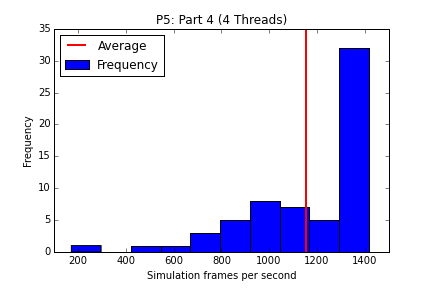 P5: Part 4 (4 Threads)
Average
Frequency
35
30
25
20
15
10
5
0
Frequency
200 400 600 800 1000 1200 1400
Simulation frames per second